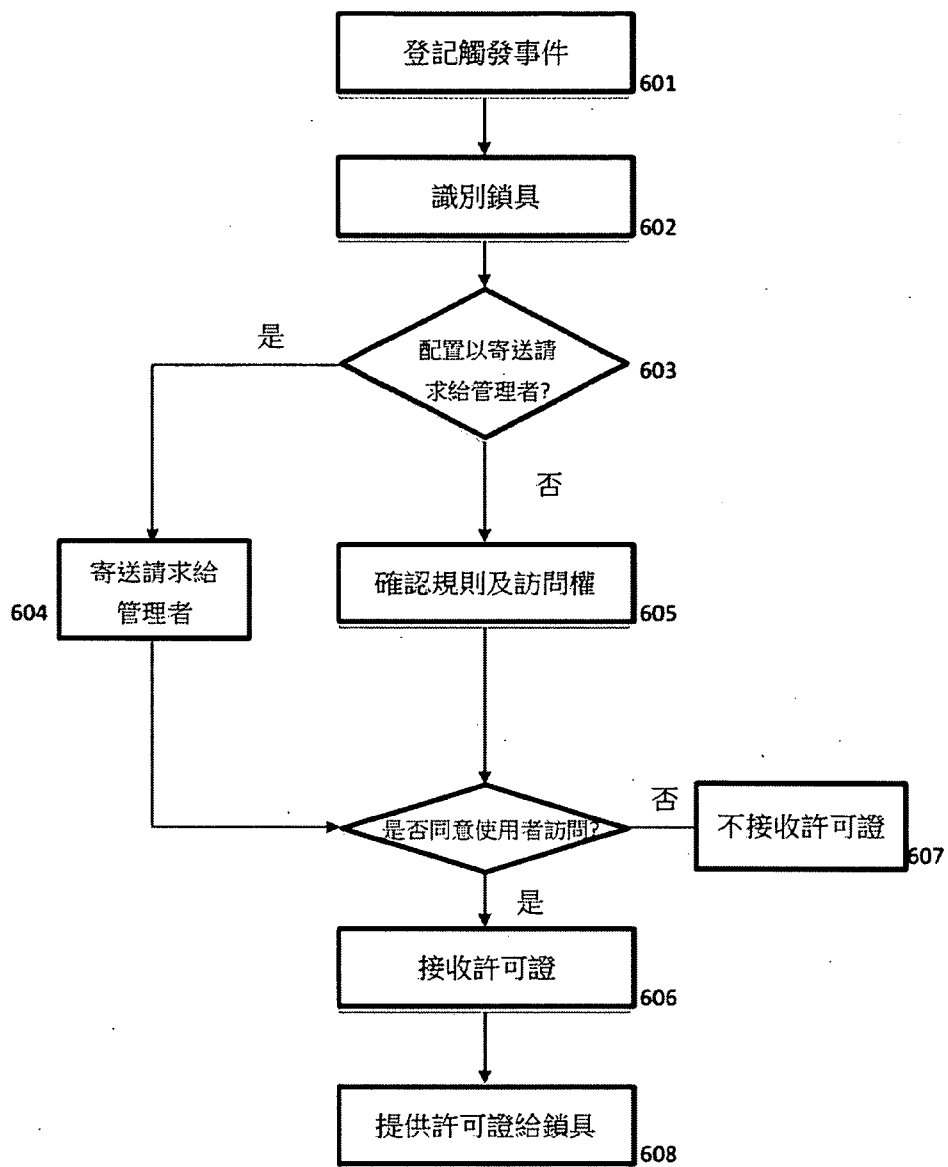 登記觸發事件
601
識別鎖具
602
是
配置以寄送請
求給管理者?
603
否
寄送請求給
管理者
604
確認規則及訪問權
605
是否同意使用者訪問?
否
不接收許可證
607
是
接收許可證
606
提供許可證給鎖具
608